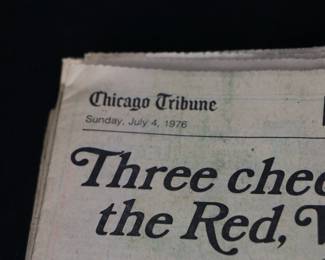 Chicago Tribune
Sunday, July 4, 1976
Three chee
the Red, W